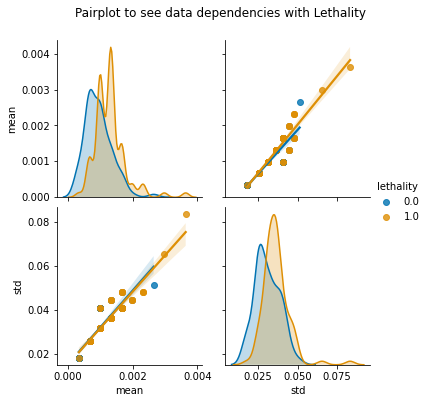 Pairplot to see data dependencies with Lethality
0.004
0.003
0.002
0.001
0.000
mean
lethality
0.0
1.0
0.08
0.06
0.04
0.02
std
0.000 0.002 0.004
mean
0.025 0.050 0.075
std